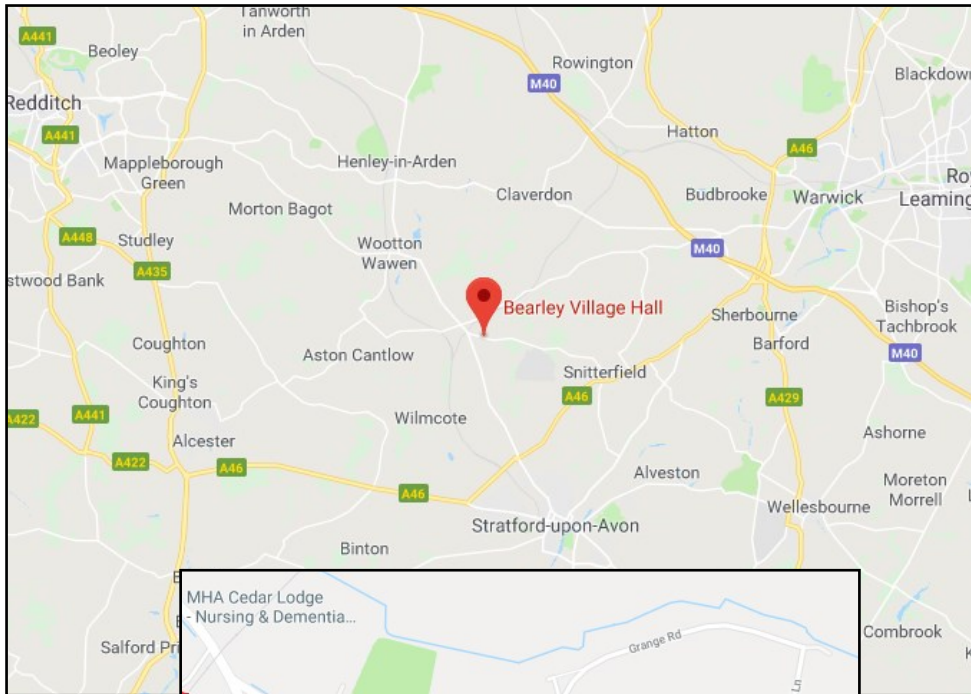 Tanworth
in Arden
A441
Beoley
Rowington
Blackdown
M40
Redditch
A441
Hatton
A46
Mappleborough
Green
Henley-in-Arden
Claverdon
Budbrooke
Warwick
Leaming
Morton Bagot
A448
Studley
Wootton
Wawen
M40
A435
stwood Bank
Bearley Village Hall
Sherbourne
Bishop's
Tachbrook
Coughton
Aston Cantlow
Barford
M40
Snitterfield
King's
Coughton
A46
A429
A422
A441
Wilmcote
Ashorne
Alcester
A422
A46
A46
Alveston
Moreton
Morrell
Wellesbourne
Stratford-upon-Avon
Binton
MHA Cedar Lodge
- Nursing & Dementia...
Grange Rd
Combrook
Salford Pri